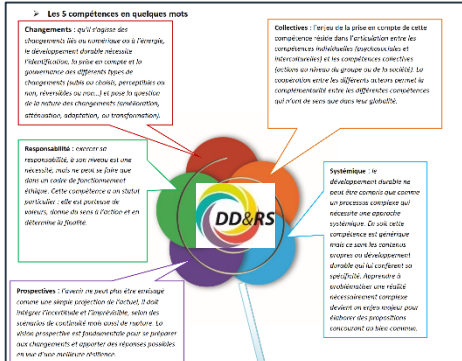 ➤ Les 5 compétences en quelques mots
Changements : qu'il s'agisse des
changements liés au numérique ou à l'énergie,
le développement durable nécessite
l'identification, la prise en compte et la
gouvernance des différents types de
changements (subis ou choisis, perceptibles ou
non, réversibles ou non...) et pose la question
de la nature des changements (amélioration,
atténuation, adaptation, ou transformation).
Collectives : l'enjeu de la prise en compte de cette
compétence réside dans l'articulation entre les
compétences individuelles (psychosociales et
interculturelles) et les compétences collectives
(actions au niveau du groupe ou de la société). La
coopération entre les différents acteurs permet la
complémentarité entre les différentes compétences
qui n'ont de sens que dans leur globalité.
Responsabilité : exercer sa
responsabilité, à son niveau est une
nécessité, mais ne peut se faire que
dans un cadre de fonctionnement
éthique. Cette compétence a un statut
particulier : elle est porteuse de
valeurs, donne du sens à l'action et en
détermine la finalité.
DD&RS
Systémique : le
développement durable ne
peut être compris que comme
un processus complexe qui
nécessite une approche
systémique. En soit cette
compétence est générique
mais ce sont les contenus
propres au développement
durable qui lui confèrent sa
spécificité. Apprendre à
problématiser une réalité
nécessairement complexe
devient un enjeu majeur pour
élaborer des propositions
concourant au bien commun.
Prospectives : l'avenir ne peut plus être envisagé
comme une simple projection de l'actuel, il doit
intégrer l'incertitude et l'imprévisible, selon des
scénarios de continuité mais aussi de rupture. La
vision prospective est fondamentale pour se préparer
aux changements et apporter des réponses possibles
en vue d'une meilleure résilience.